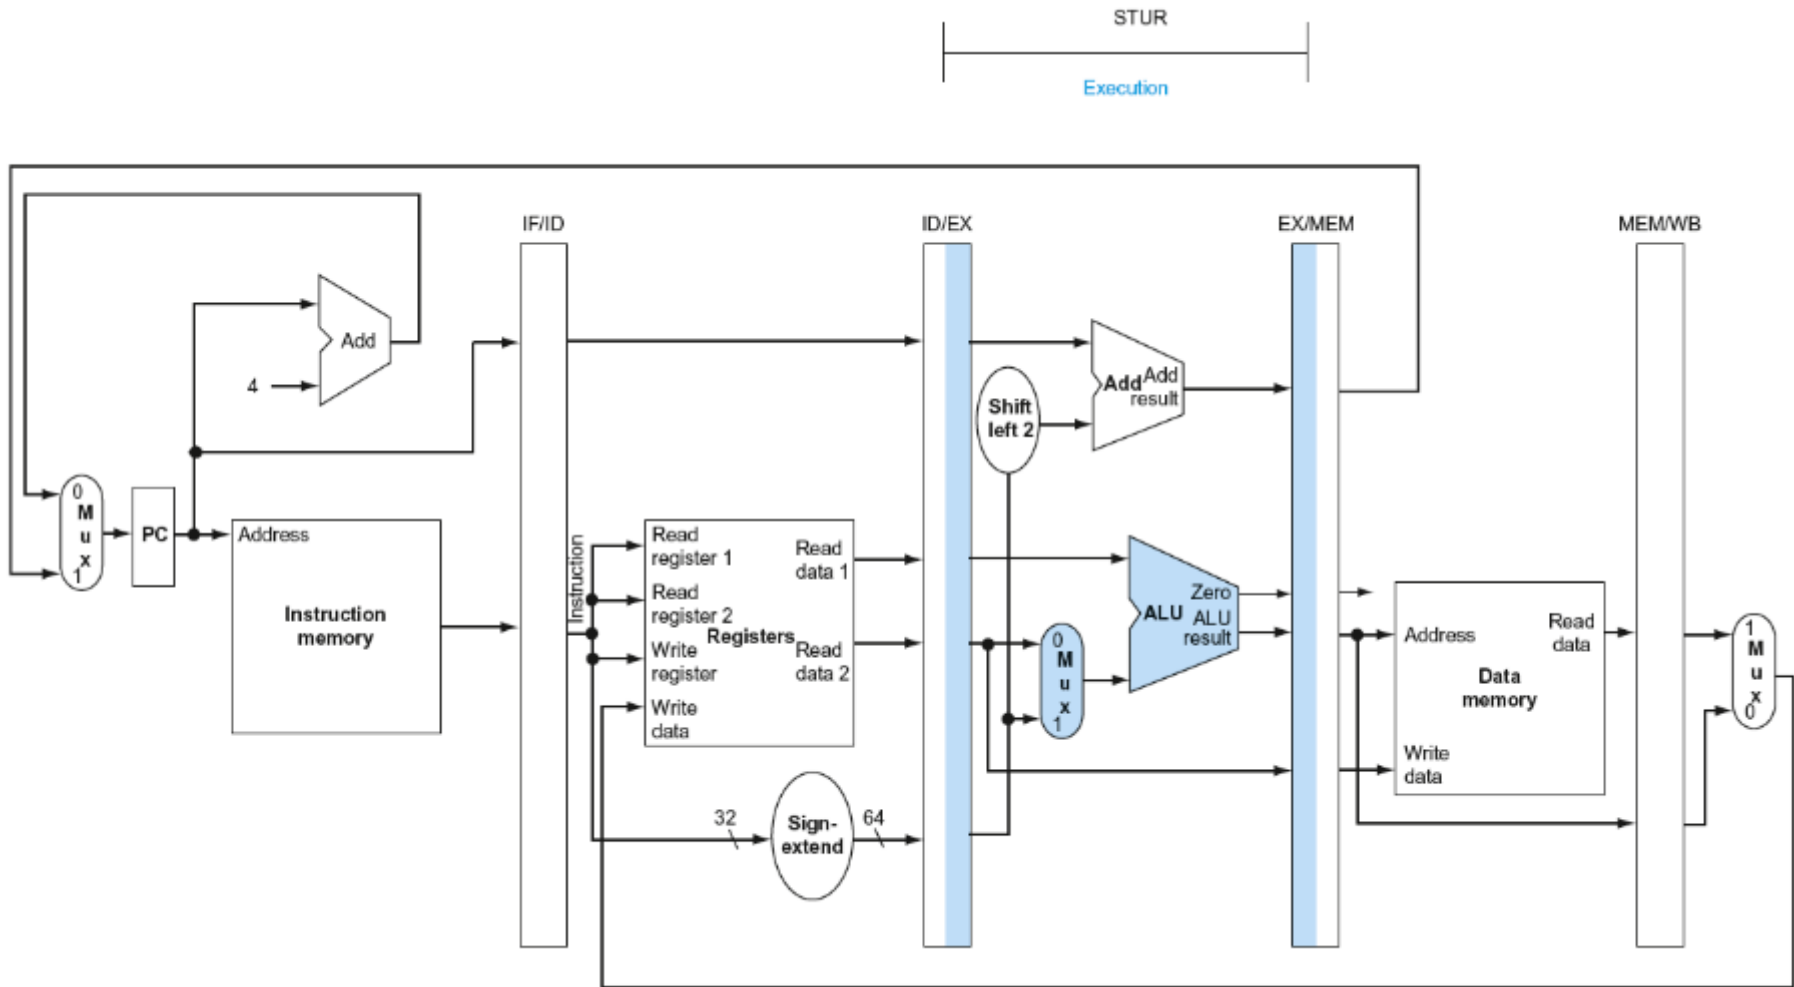 STUR
Execution
IF/ID
ID/EX
EX/MEM
MEM/WB
Add
4
Add Add
result
Shift
left 2
0
M
u
x
1
PC
Address
Instruction
memory
Instruction
Read
register 1
Read
register 2
Write
register
Write
data
Registers
Read
data 1
Read
data 2
0
M
u
x
1
ALU
Zero
ALU
result
Address
Read
data
Data
memory
Write
data
1
M
u
x
0
32
Sign-
extend
64